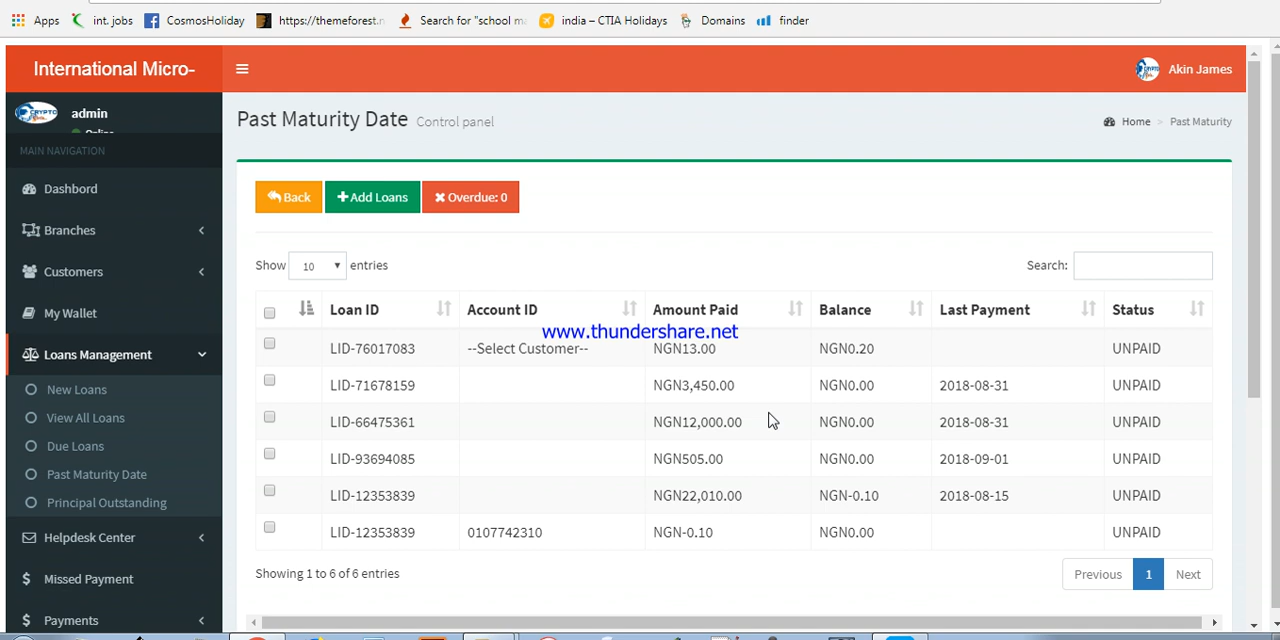 Apps int. jobs CosmosHoliday https://themeforest.n Search for "school ma india – CTIA Holidays Domains finder
International Micro-
Akin James
admin
Online
Past Maturity Date Control panel
Home > Past Maturity
MAIN NAVIGATION
Dashbord
Branches
Customers
My Wallet
Loans Management
New Loans
View All Loans
Due Loans
Past Maturity Date
Principal Outstanding
Helpdesk Center
Missed Payment
Payments
Back Add Loans Overdue: 0
Show 10 entries Search:
Loan ID Account ID Amount Paid Balance Last Payment Status
www.thundershare.net
LID-76017083 --Select Customer-- NGN13.00 NGN0.20 UNPAID
LID-71678159 NGN3,450.00 NGN0.00 2018-08-31 UNPAID
LID-66475361 NGN12,000.00 NGN0.00 2018-08-31 UNPAID
LID-93694085 NGN505.00 NGN0.00 2018-09-01 UNPAID
LID-12353839 NGN22,010.00 NGN-0.10 2018-08-15 UNPAID
LID-12353839 0107742310 NGN-0.10 NGN0.00 UNPAID
Showing 1 to 6 of 6 entries
Previous 1 Next